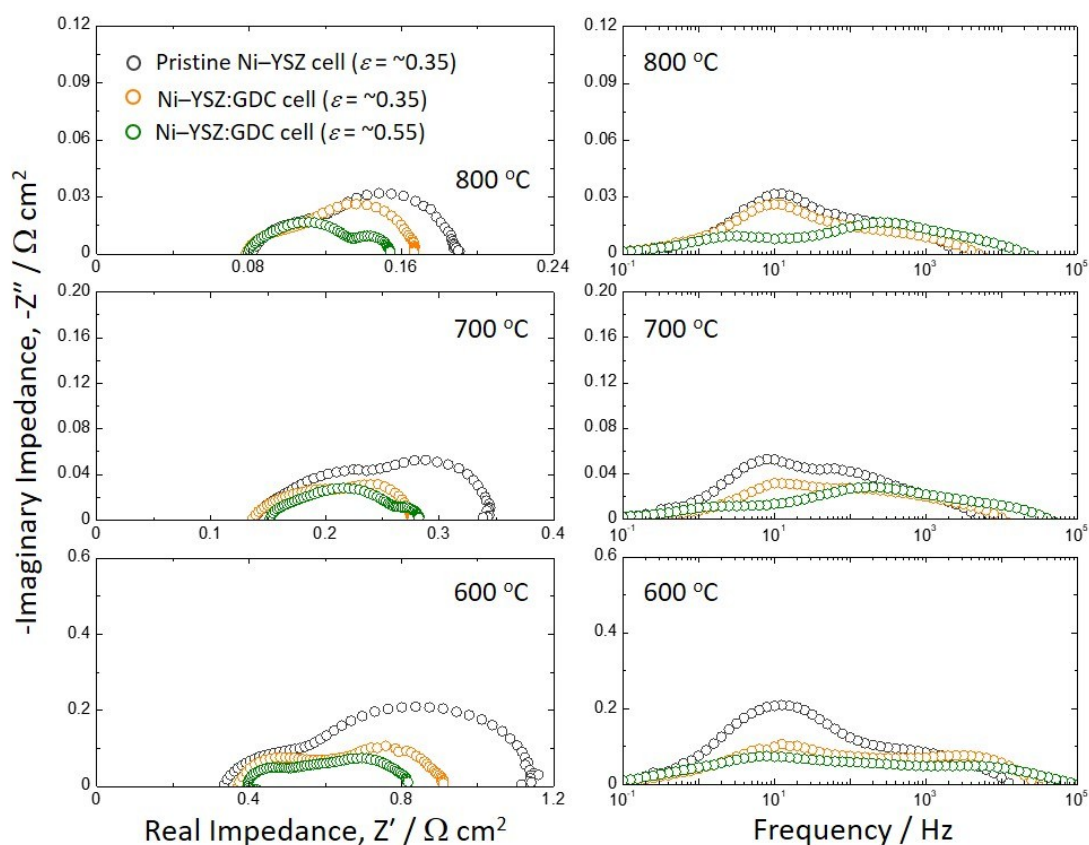 0.12
0.09
0.06
0.03
0
Pristine Ni–YSZ cell (ε = ~0.35)
Ni–YSZ:GDC cell (ε = ~0.35)
Ni–YSZ:GDC cell (ε = ~0.55)
800 °C
0 0.08 0.16 0.24
800 °C
0.12
0.09
0.06
0.03
0
10⁻¹ 10¹ 10³ 10⁵
0.20
0.16
0.12
0.08
0.04
0
700 °C
0 0.1 0.2 0.3 0.4
0.20
0.16
0.12
0.08
0.04
0
700 °C
10⁻¹ 10¹ 10³ 10⁵
0.6
0.4
0.2
0
600 °C
0 0.4 0.8 1.2
0.6
0.4
0.2
0
600 °C
10⁻¹ 10¹ 10³ 10⁵
-Imaginary Impedance, -Z″ / Ω cm²
Real Impedance, Z′ / Ω cm²
Frequency / Hz